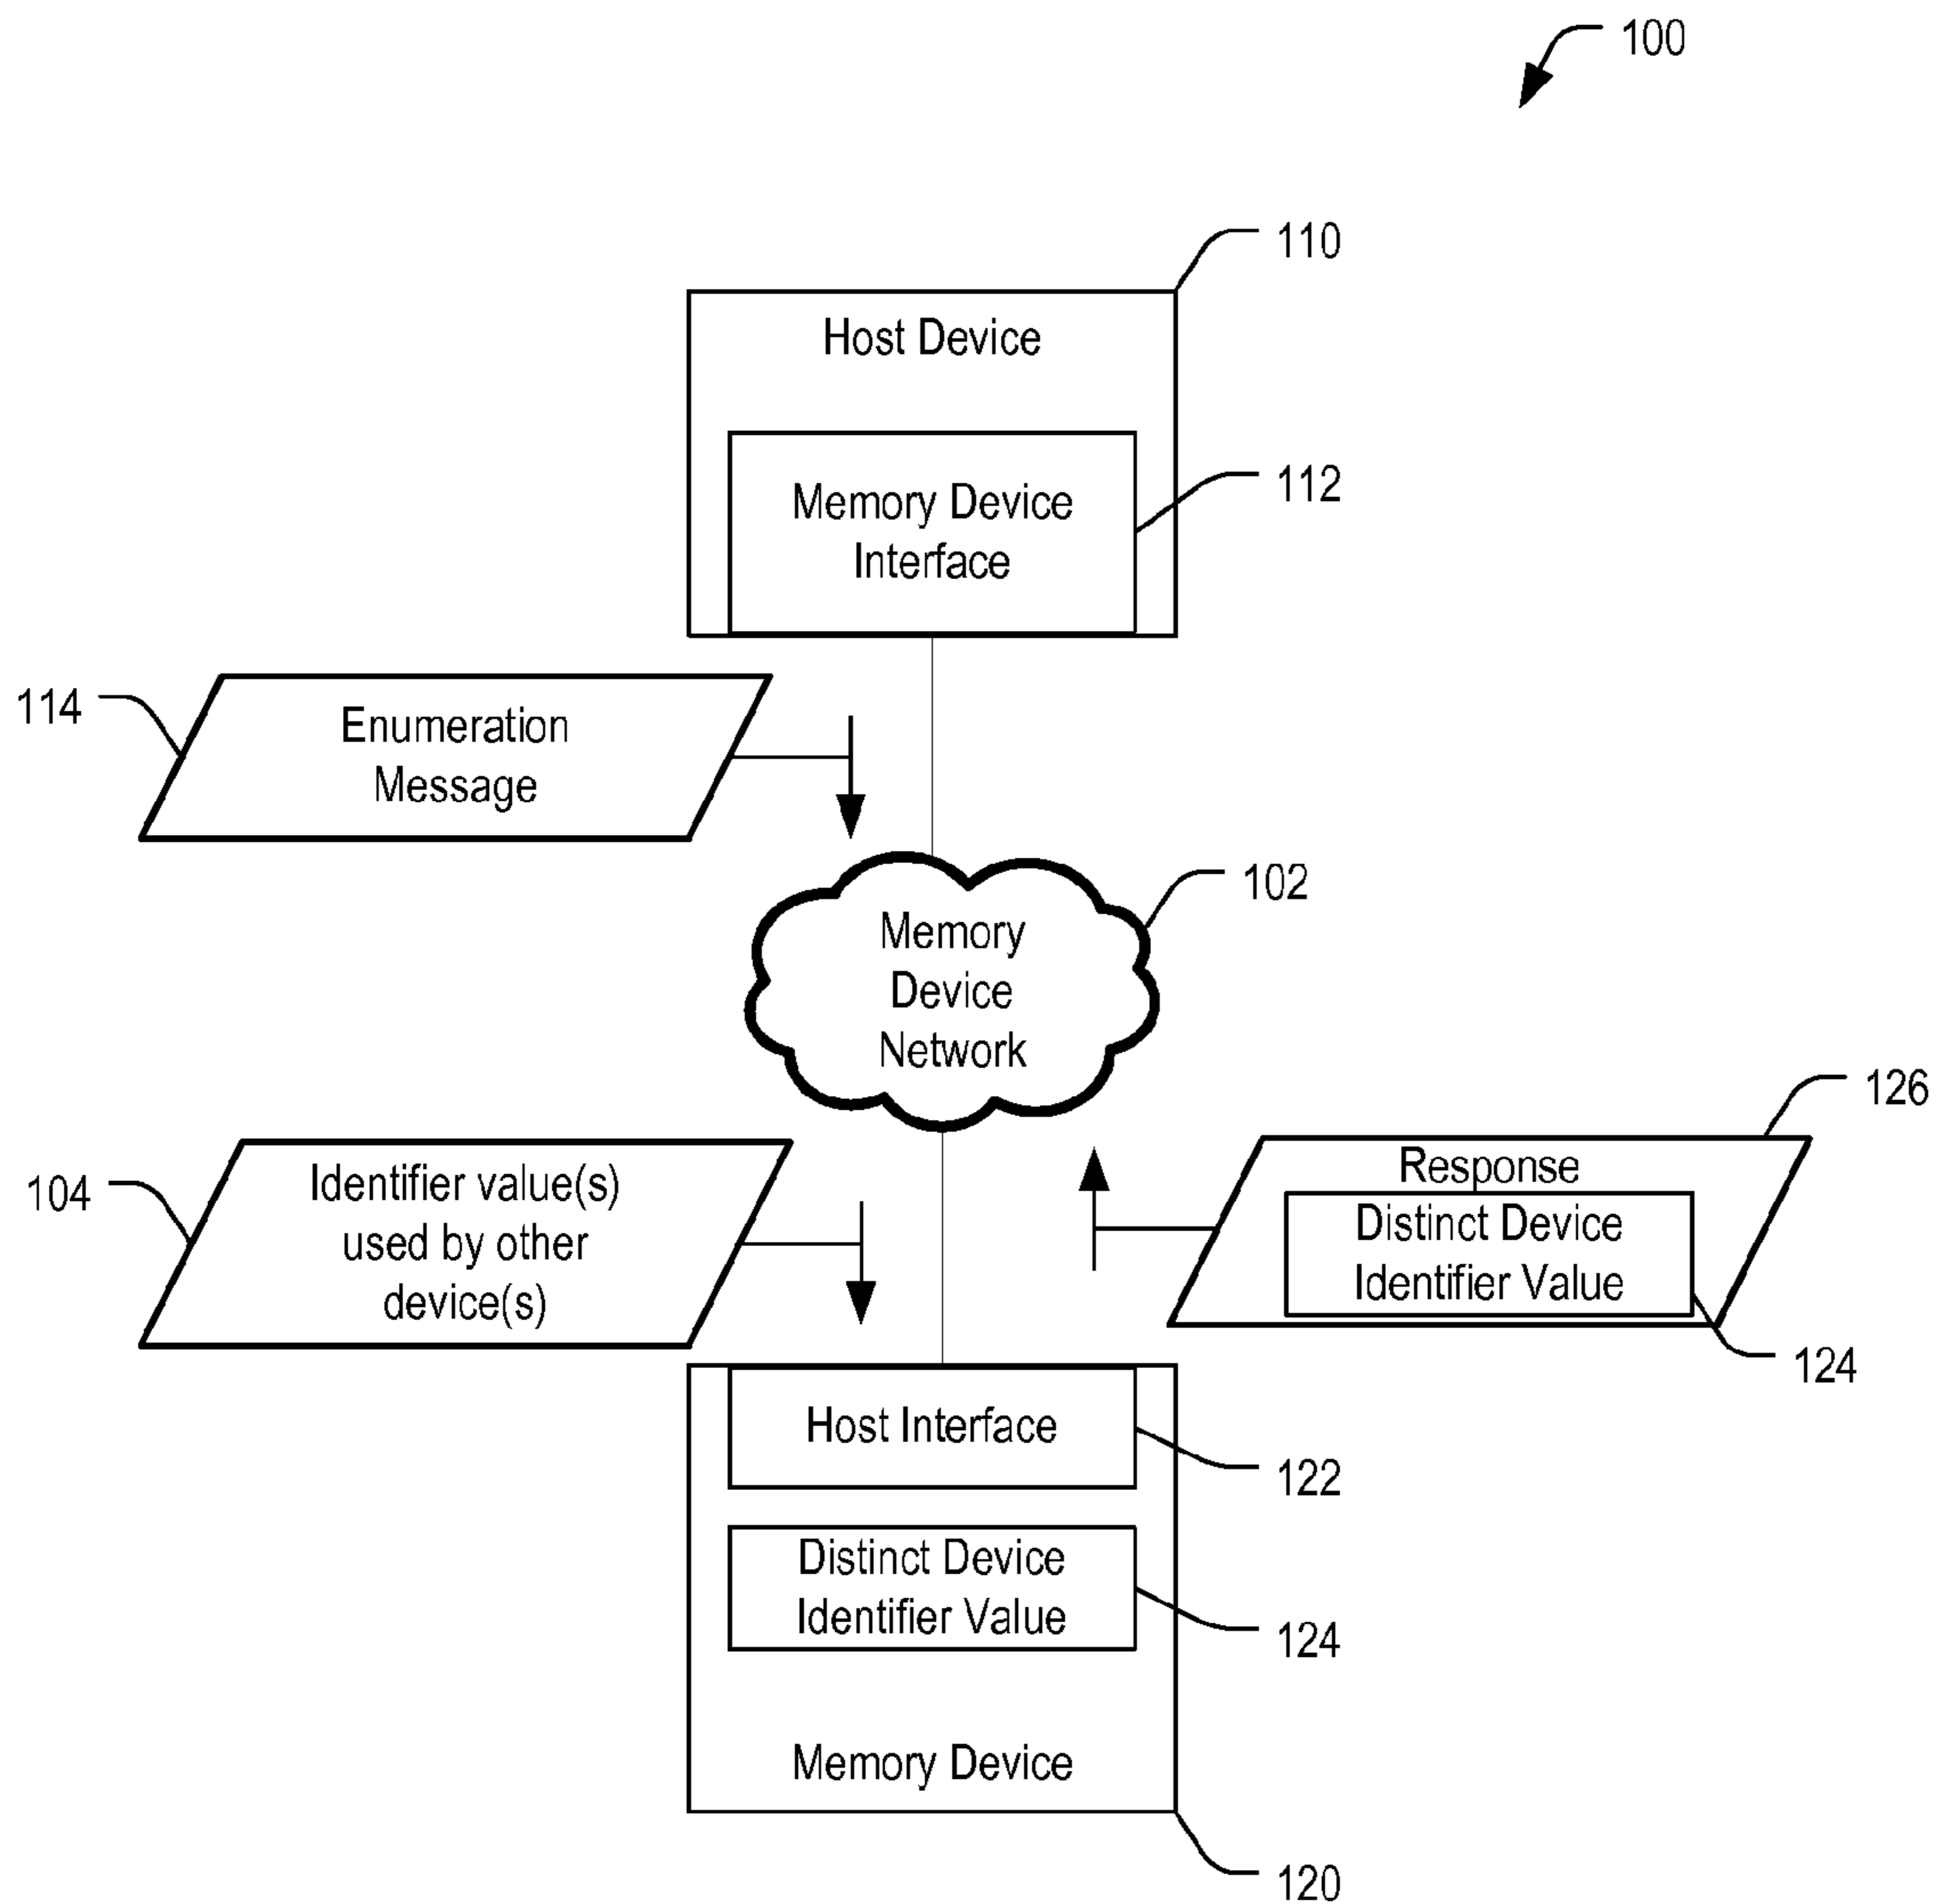 100
110
Host Device
Memory Device
Interface
112
114
Enumeration
Message
102
Memory
Device
Network
126
104
Identifier value(s)
used by other
device(s)
Response
Distinct Device
Identifier Value
124
Host Interface
122
Distinct Device
Identifier Value
124
Memory Device
120